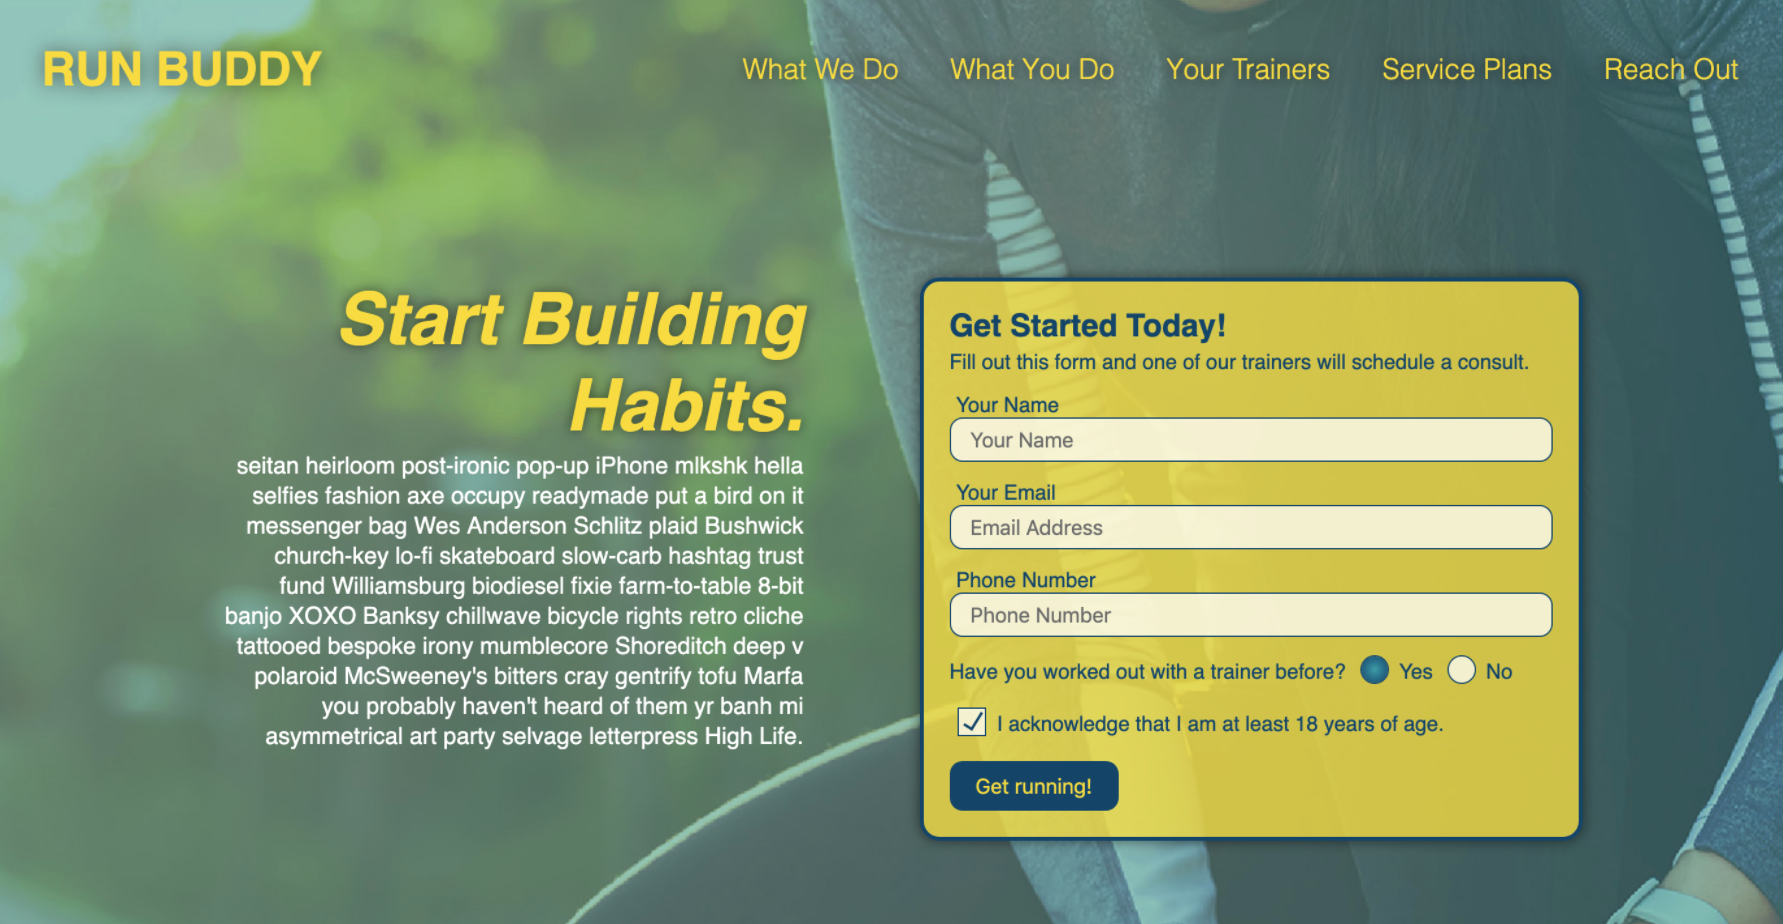 RUN BUDDY
What We Do
What You Do
Your Trainers
Service Plans
Reach Out
Start Building
Habits.
seitan heirloom post-ironic pop-up iPhone mlkshk hella
selfies fashion axe occupy readymade put a bird on it
messenger bag Wes Anderson Schlitz plaid Bushwick
church-key lo-fi skateboard slow-carb hashtag trust
fund Williamsburg biodiesel fixie farm-to-table 8-bit
banjo XOXO Banksy chillwave bicycle rights retro cliche
tattooed bespoke irony mumblecore Shoreditch deep v
polaroid McSweeney's bitters cray gentrify tofu Marfa
you probably haven't heard of them yr banh mi
asymmetrical art party selvage letterpress High Life.
Get Started Today!
Fill out this form and one of our trainers will schedule a consult.
Your Name
Your Name
Your Email
Email Address
Phone Number
Phone Number
Have you worked out with a trainer before? Yes No
I acknowledge that I am at least 18 years of age.
Get running!